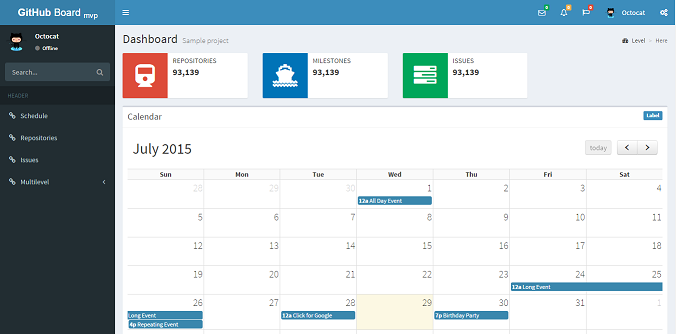 GitHub Board mvp
0
0
0
Octocat
Octocat
Offline
Search...
HEADER
Schedule
Repositories
Issues
Multilevel
Dashboard Sample project
Level > Here
REPOSITORIES
93,139
MILESTONES
93,139
ISSUES
93,139
Calendar
Label
July 2015
today
Sun Mon Tue Wed Thu Fri Sat
28 29 30 1 2 3 4
12a All Day Event
5 6 7 8 9 10 11
12 13 14 15 16 17 18
19 20 21 22 23 24 25
12a Long Event
26 27 28 29 30 31 1
Long Event
12a Click for Google
7p Birthday Party
4p Repeating Event